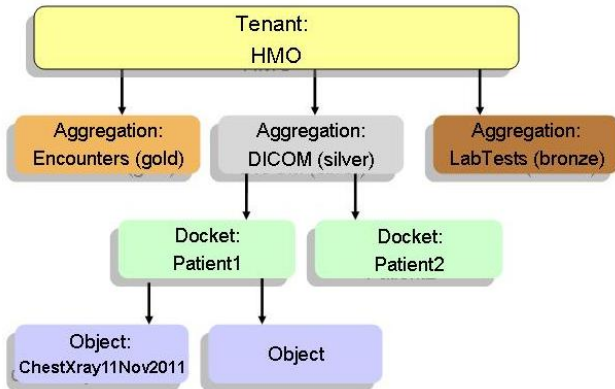 Tenant:
HMO
Aggregation:
Encounters (gold)
Aggregation:
DICOM (silver)
Aggregation:
LabTests (bronze)
Docket:
Patient1
Docket:
Patient2
Object:
ChestXray11Nov2011
Object